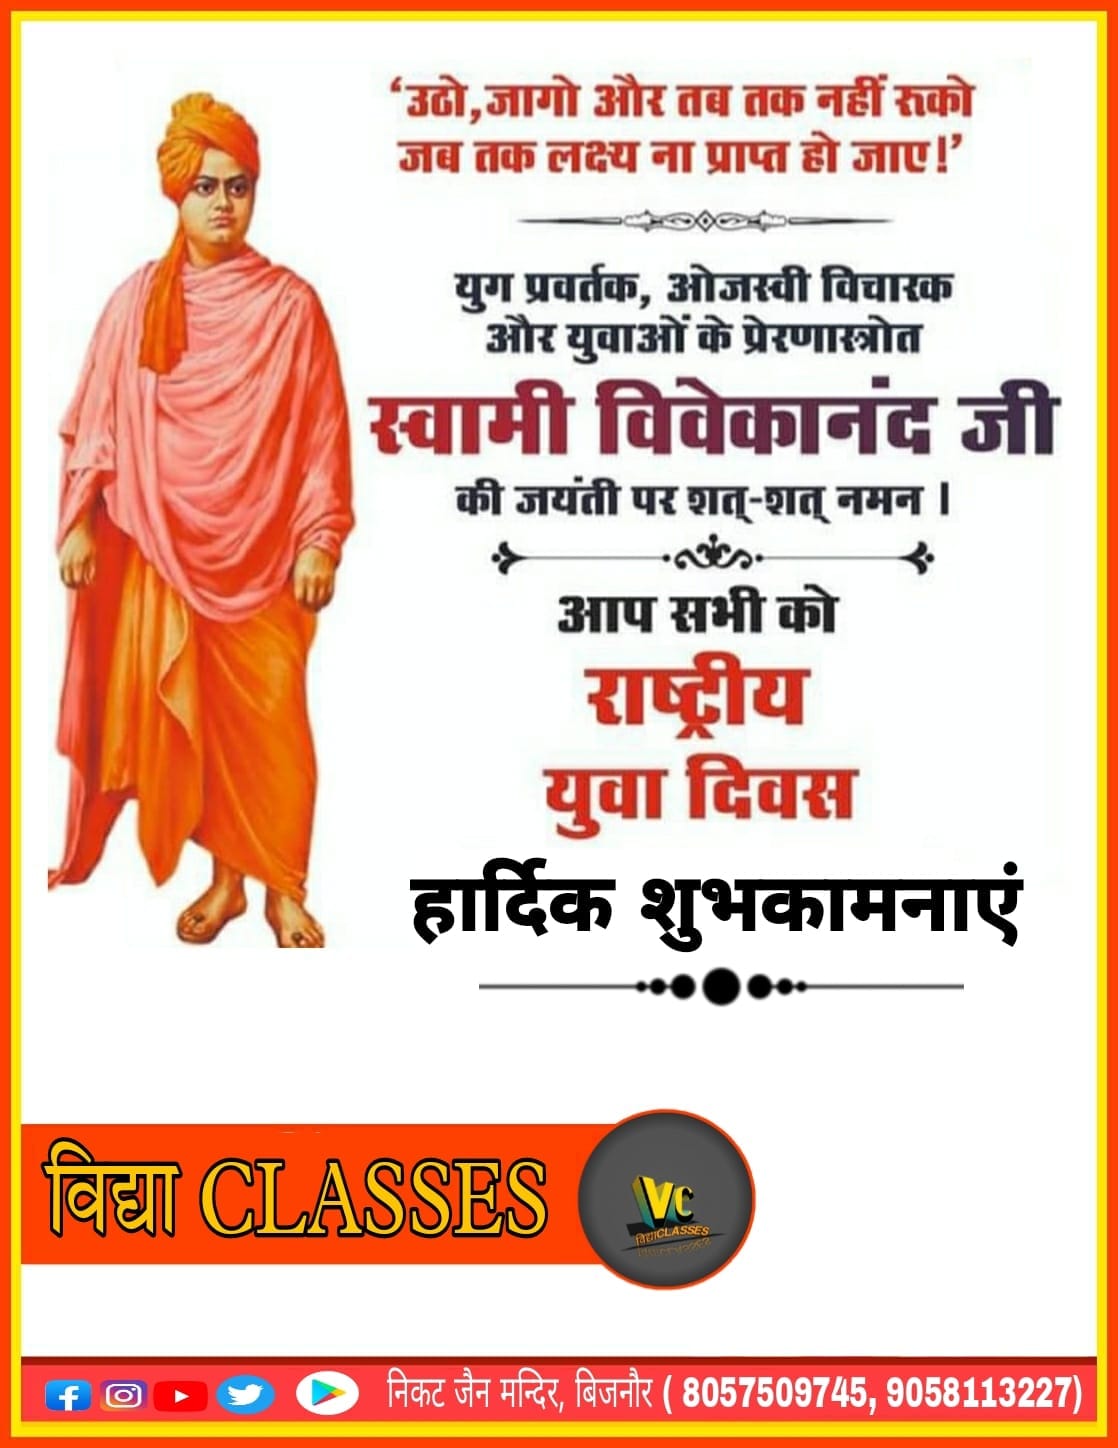 ‘उठो,जागो और तब तक नहीं रूको
जब तक लक्ष्य ना प्राप्त हो जाए!’
युग प्रवर्तक, ओजस्वी विचारक
और युवाओं के प्रेरणास्त्रोत
स्वामी विवेकानंद जी
की जयंती पर शत्-शत् नमन ।
आप सभी को
राष्ट्रीय
युवा दिवस
हार्दिक शुभकामनाएं
विद्या CLASSES
VC
विद्याCLASSES
निकट जैन मन्दिर, बिजनौर ( 8057509745, 9058113227)